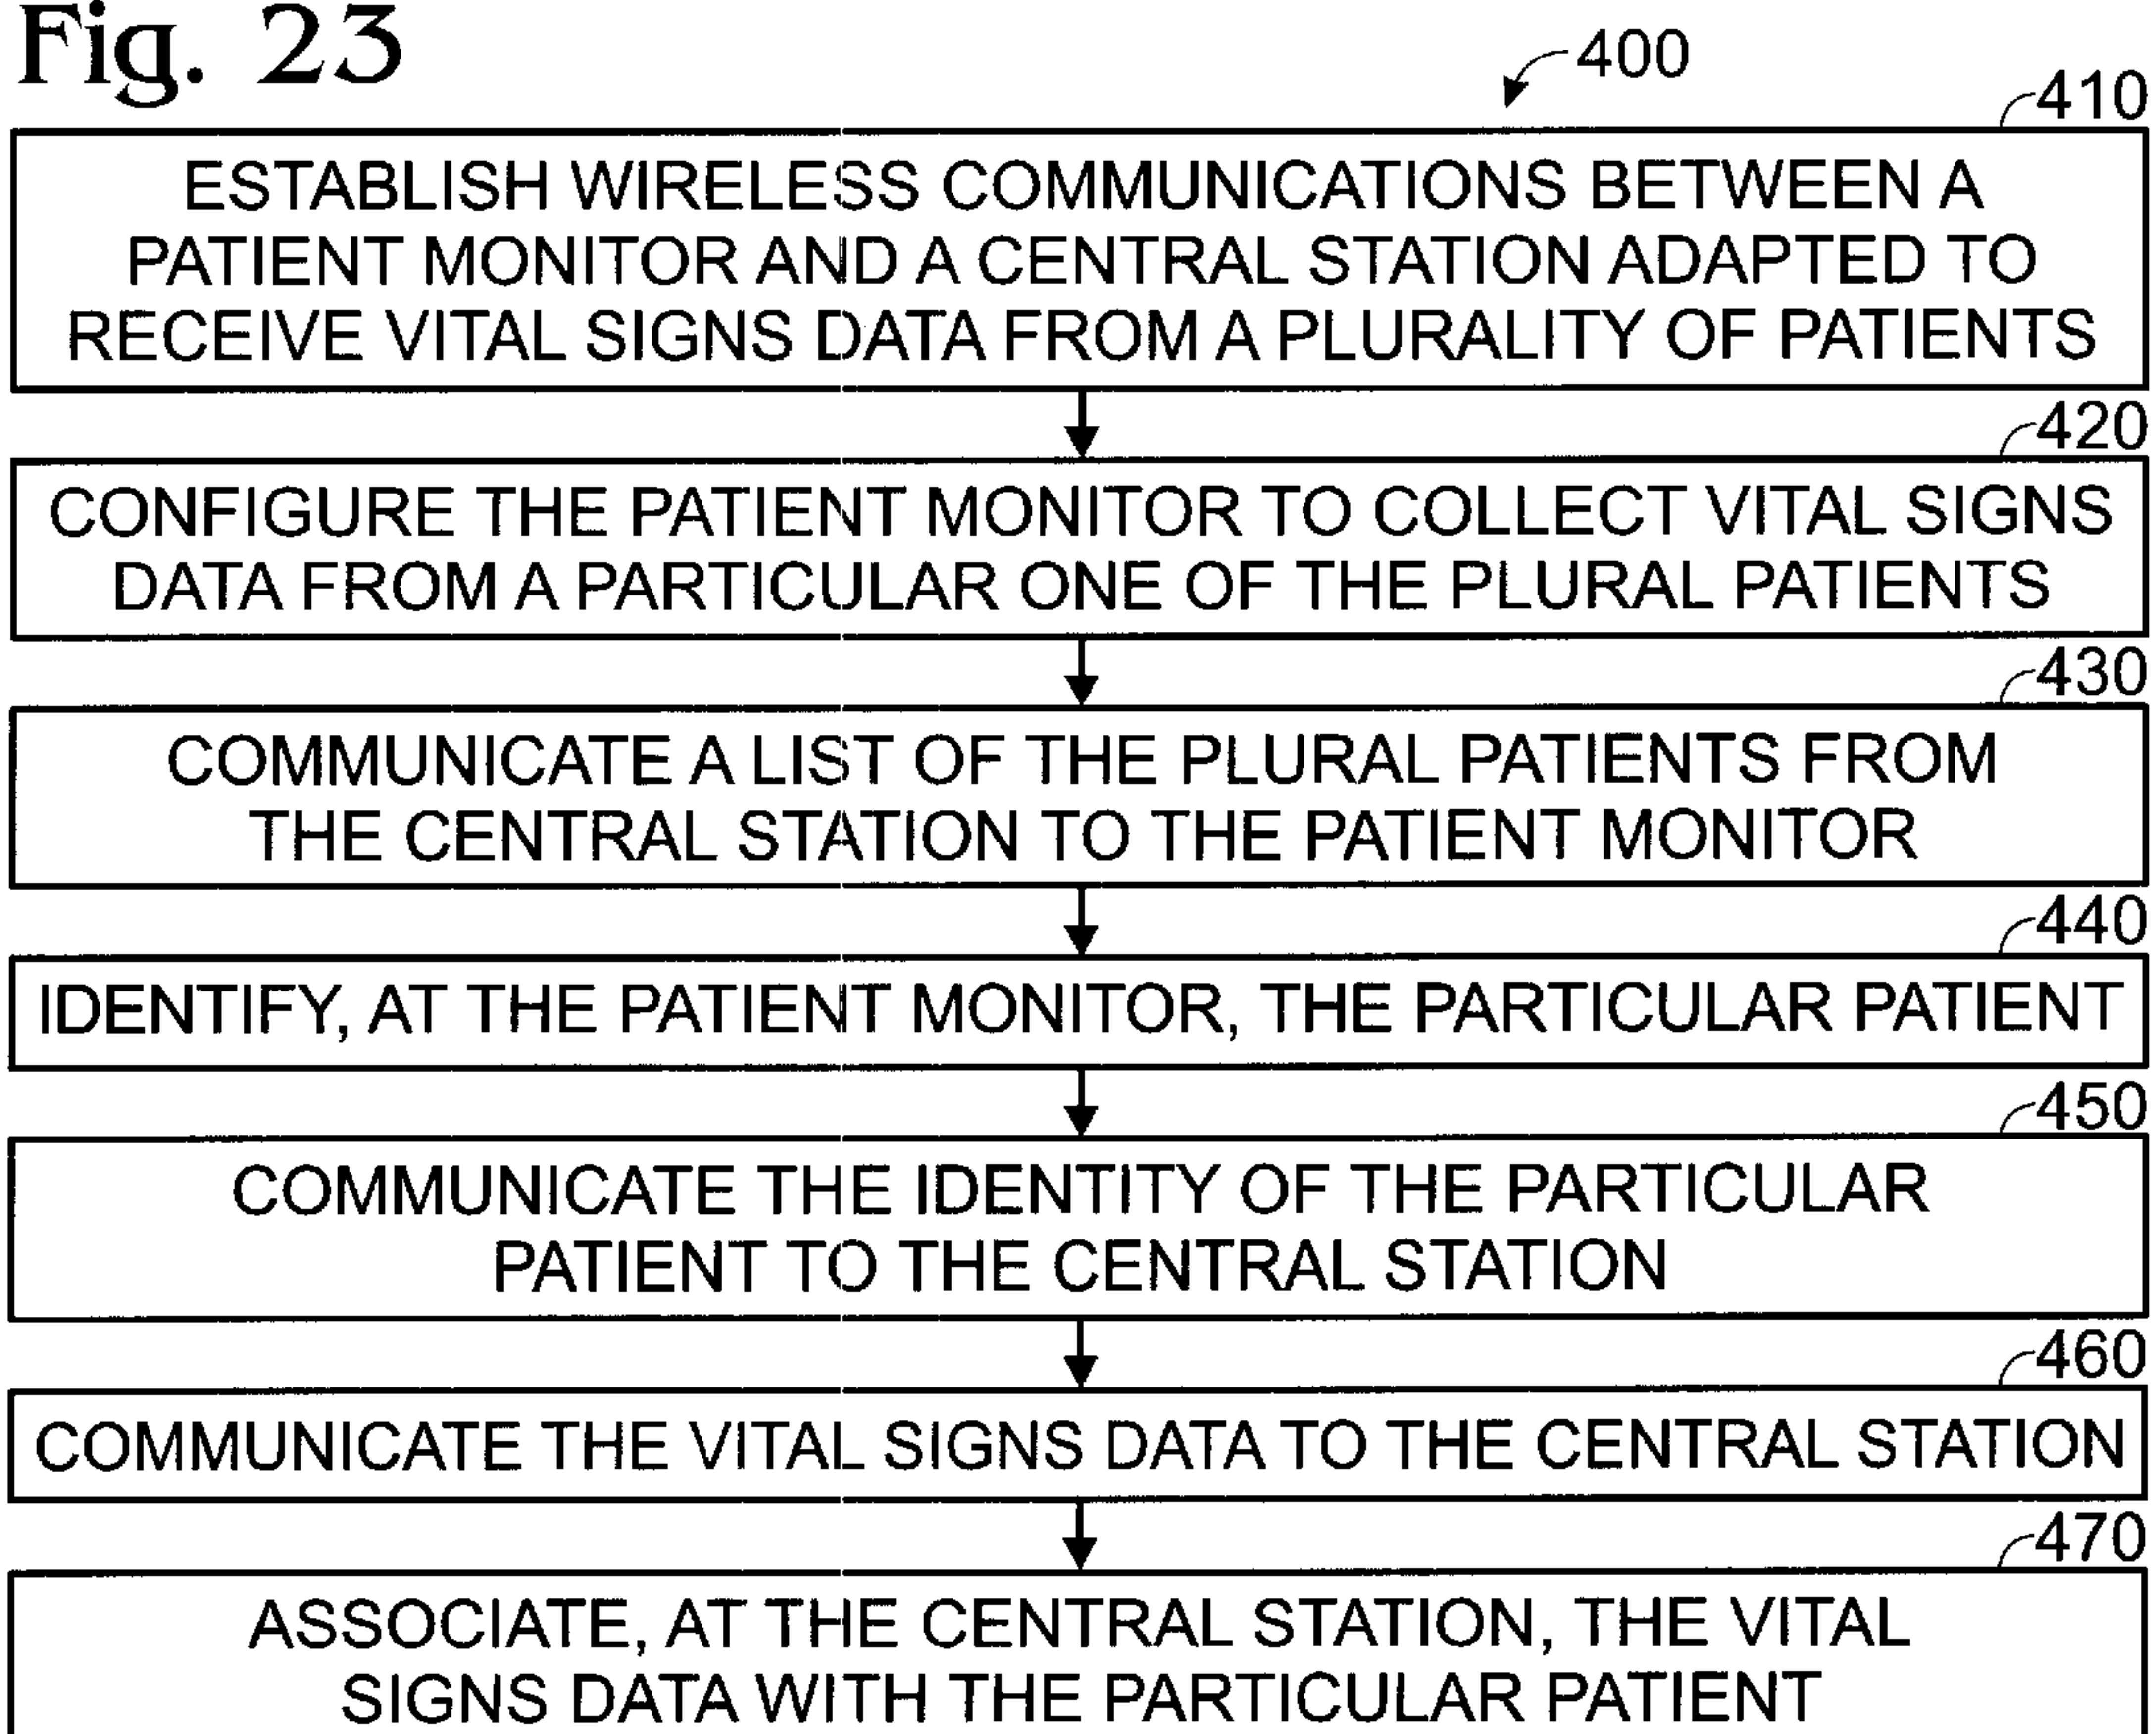 Fig. 23
400
410
ESTABLISH WIRELESS COMMUNICATIONS BETWEEN A
PATIENT MONITOR AND A CENTRAL STATION ADAPTED TO
RECEIVE VITAL SIGNS DATA FROM A PLURALITY OF PATIENTS
420
CONFIGURE THE PATIENT MONITOR TO COLLECT VITAL SIGNS
DATA FROM A PARTICULAR ONE OF THE PLURAL PATIENTS
430
COMMUNICATE A LIST OF THE PLURAL PATIENTS FROM
THE CENTRAL STATION TO THE PATIENT MONITOR
440
IDENTIFY, AT THE PATIENT MONITOR, THE PARTICULAR PATIENT
450
COMMUNICATE THE IDENTITY OF THE PARTICULAR
PATIENT TO THE CENTRAL STATION
460
COMMUNICATE THE VITAL SIGNS DATA TO THE CENTRAL STATION
470
ASSOCIATE, AT THE CENTRAL STATION, THE VITAL
SIGNS DATA WITH THE PARTICULAR PATIENT